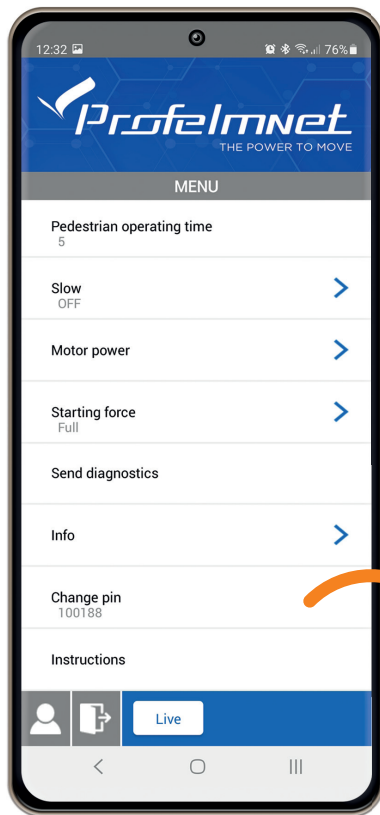 12:32 76%
Profelmnet
THE POWER TO MOVE
MENU
Pedestrian operating time
5
Slow
OFF
Motor power
Starting force
Full
Send diagnostics
Info
Change pin
100188
Instructions
Live